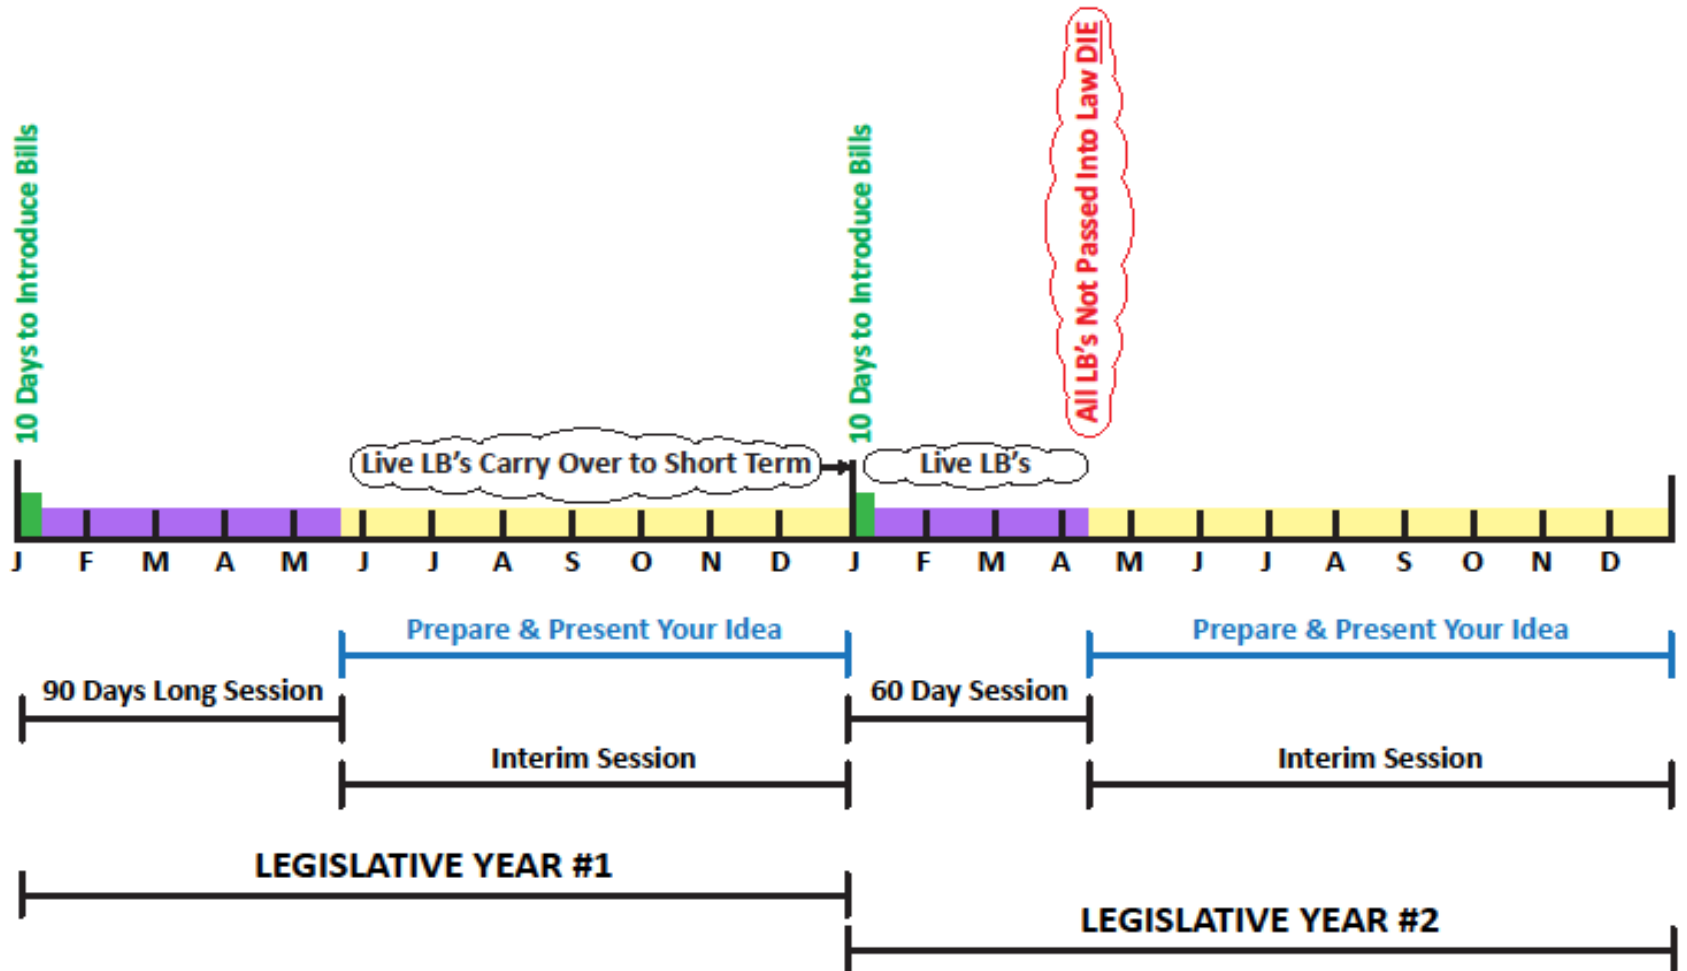 10 Days to Introduce Bills
10 Days to Introduce Bills
All LB's Not Passed Into Law DIE
Live LB's Carry Over to Short Term
Live LB's
J F M A M J J A S O N D J F M A M J J A S O N D
Prepare & Present Your Idea
Prepare & Present Your Idea
90 Days Long Session
60 Day Session
Interim Session
Interim Session
LEGISLATIVE YEAR #1
LEGISLATIVE YEAR #2